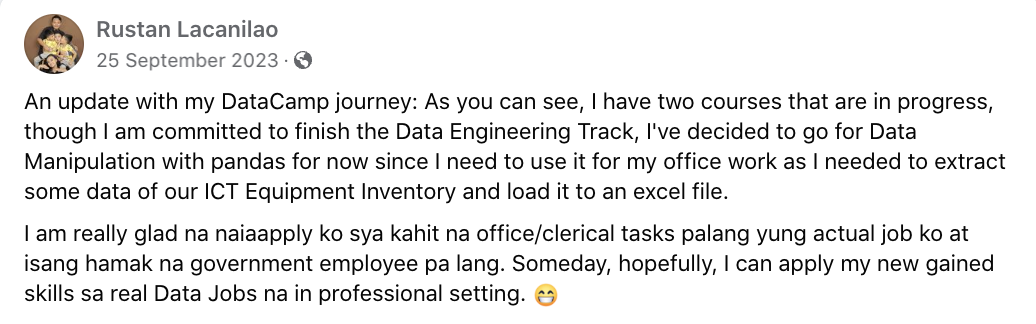 Rustan Lacanilao
25 September 2023 ·
An update with my DataCamp journey: As you can see, I have two courses that are in progress,
though I am committed to finish the Data Engineering Track, I've decided to go for Data
Manipulation with pandas for now since I need to use it for my office work as I needed to extract
some data of our ICT Equipment Inventory and load it to an excel file.
I am really glad na naiaapply ko sya kahit na office/clerical tasks palang yung actual job ko at
isang hamak na government employee pa lang. Someday, hopefully, I can apply my new gained
skills sa real Data Jobs na in professional setting. 😁